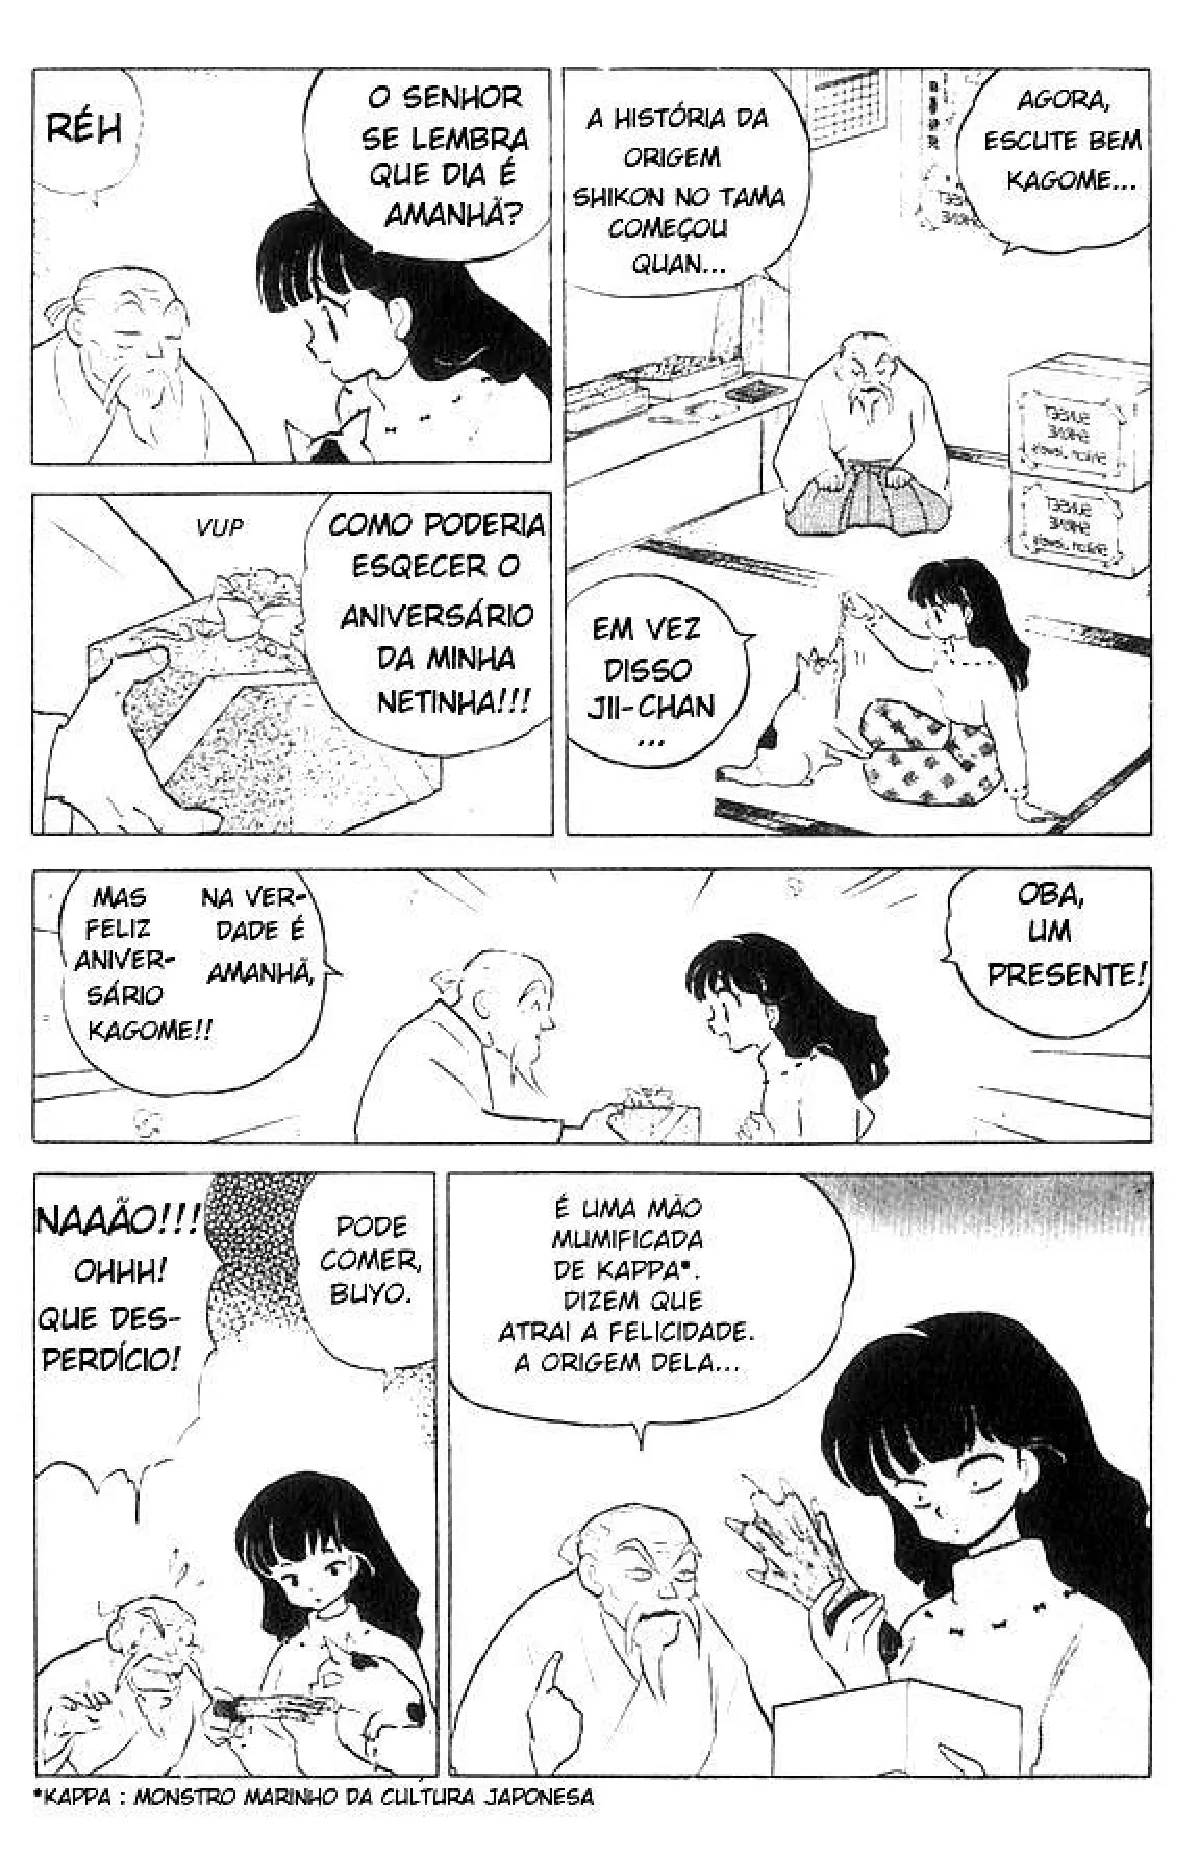 AGORA,
ESCUTE BEM
KAGOME...
A HISTÓRIA DA
ORIGEM
SHIKON NO TAMA
COMEÇOU
QUAN...
EM VEZ
DISSO
JII-CHAN
...
O SENHOR
SE LEMBRA
QUE DIA É
AMANHÃ?
RÉH
COMO PODERIA
ESQECER O
ANIVERSÁRIO
DA MINHA
NETINHA!!!
VUP
OBA,
UM
PRESENTE!
NA VER-
DADE É
AMANHÃ,
MAS
FELIZ
ANIVER-
SÁRIO
KAGOME!!
É UMA MÃO
MUMIFICADA
DE KAPPA*.
DIZEM QUE
ATRAI A FELICIDADE.
A ORIGEM DELA...
PODE
COMER,
BUYO.
NAAÃO!!!
OHHH!
QUE DES-
PERDÍCIO!
*KAPPA : MONSTRO MARINHO DA CULTURA JAPONESA